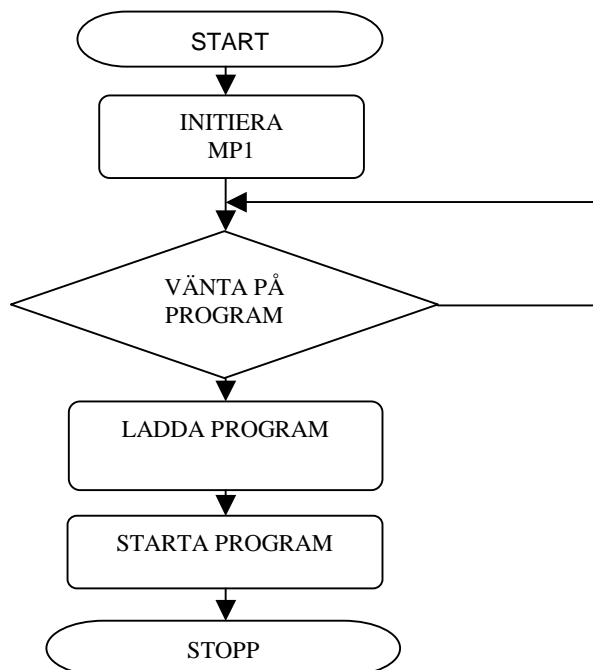 START
INITIERA
MP1
VÄNTA PÅ
PROGRAM
LADDA PROGRAM
STARTA PROGRAM
STOPP